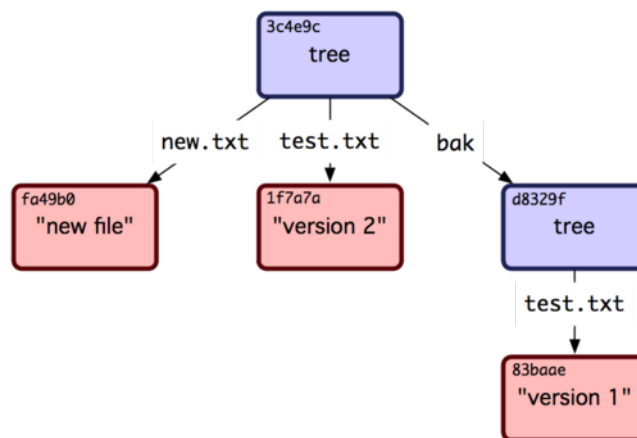 3c4e9c
tree
new.txt
test.txt
bak
fa49b0
"new file"
1f7a7a
"version 2"
d8329f
tree
test.txt
83baae
"version 1"